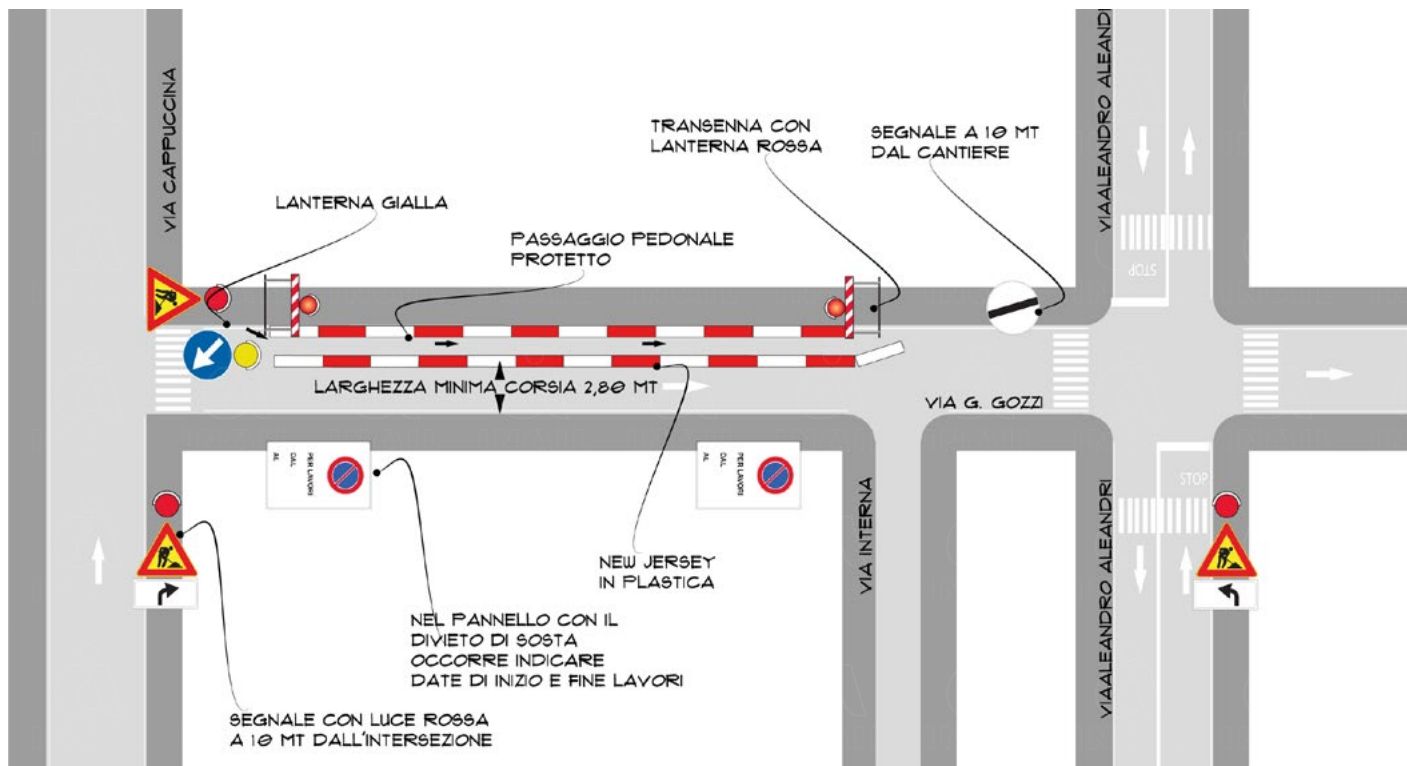 VIA CAPPUCCINA
LANTERNA GIALLA
PASSAGGIO PEDONALE
PROTETTO
TRANSENNA CON
LANTERNA ROSSA
SEGNALE A 10 MT
DAL CANTIERE
VIAALEANDRO ALEANDRI
STOP
LARGHEZZA MINIMA CORSIA 2,80 MT
VIA G. GOZZI
PER LAVORI
DAL
AL
PER LAVORI
DAL
AL
STOP
VIA INTERNA
VIAALEANDRO ALEANDRI
NEW JERSEY
IN PLASTICA
NEL PANNELLO CON IL
DIVIETO DI SOSTA
OCCORRE INDICARE
DATE DI INIZIO E FINE LAVORI
SEGNALE CON LUCE ROSSA
A 10 MT DALL'INTERSEZIONE